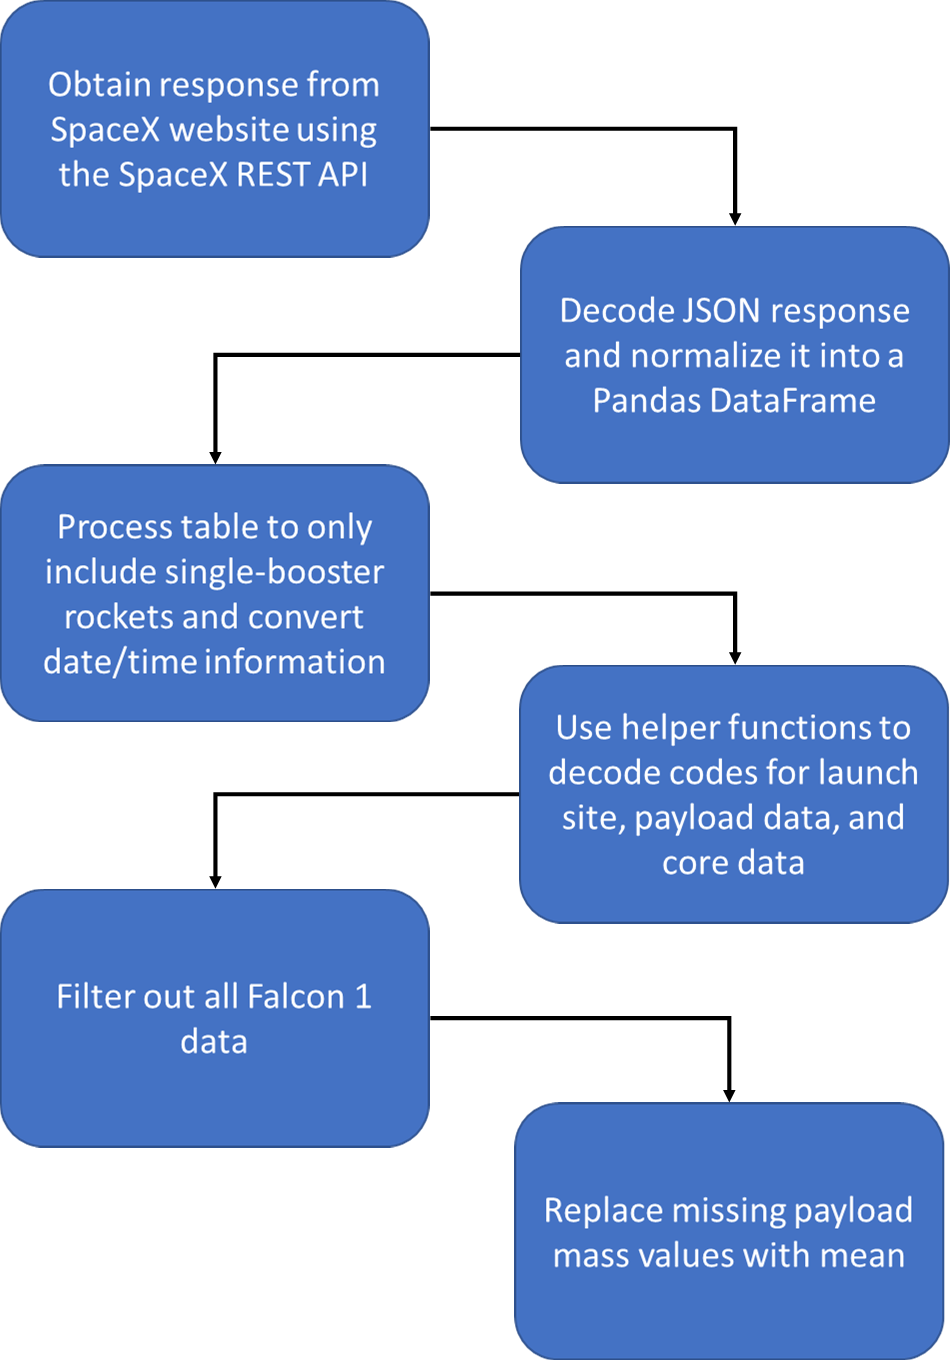 Obtain response from
SpaceX website using
the SpaceX REST API
Decode JSON response
and normalize it into a
Pandas DataFrame
Process table to only
include single-booster
rockets and convert
date/time information
Use helper functions to
decode codes for launch
site, payload data, and
core data
Filter out all Falcon 1
data
Replace missing payload
mass values with mean